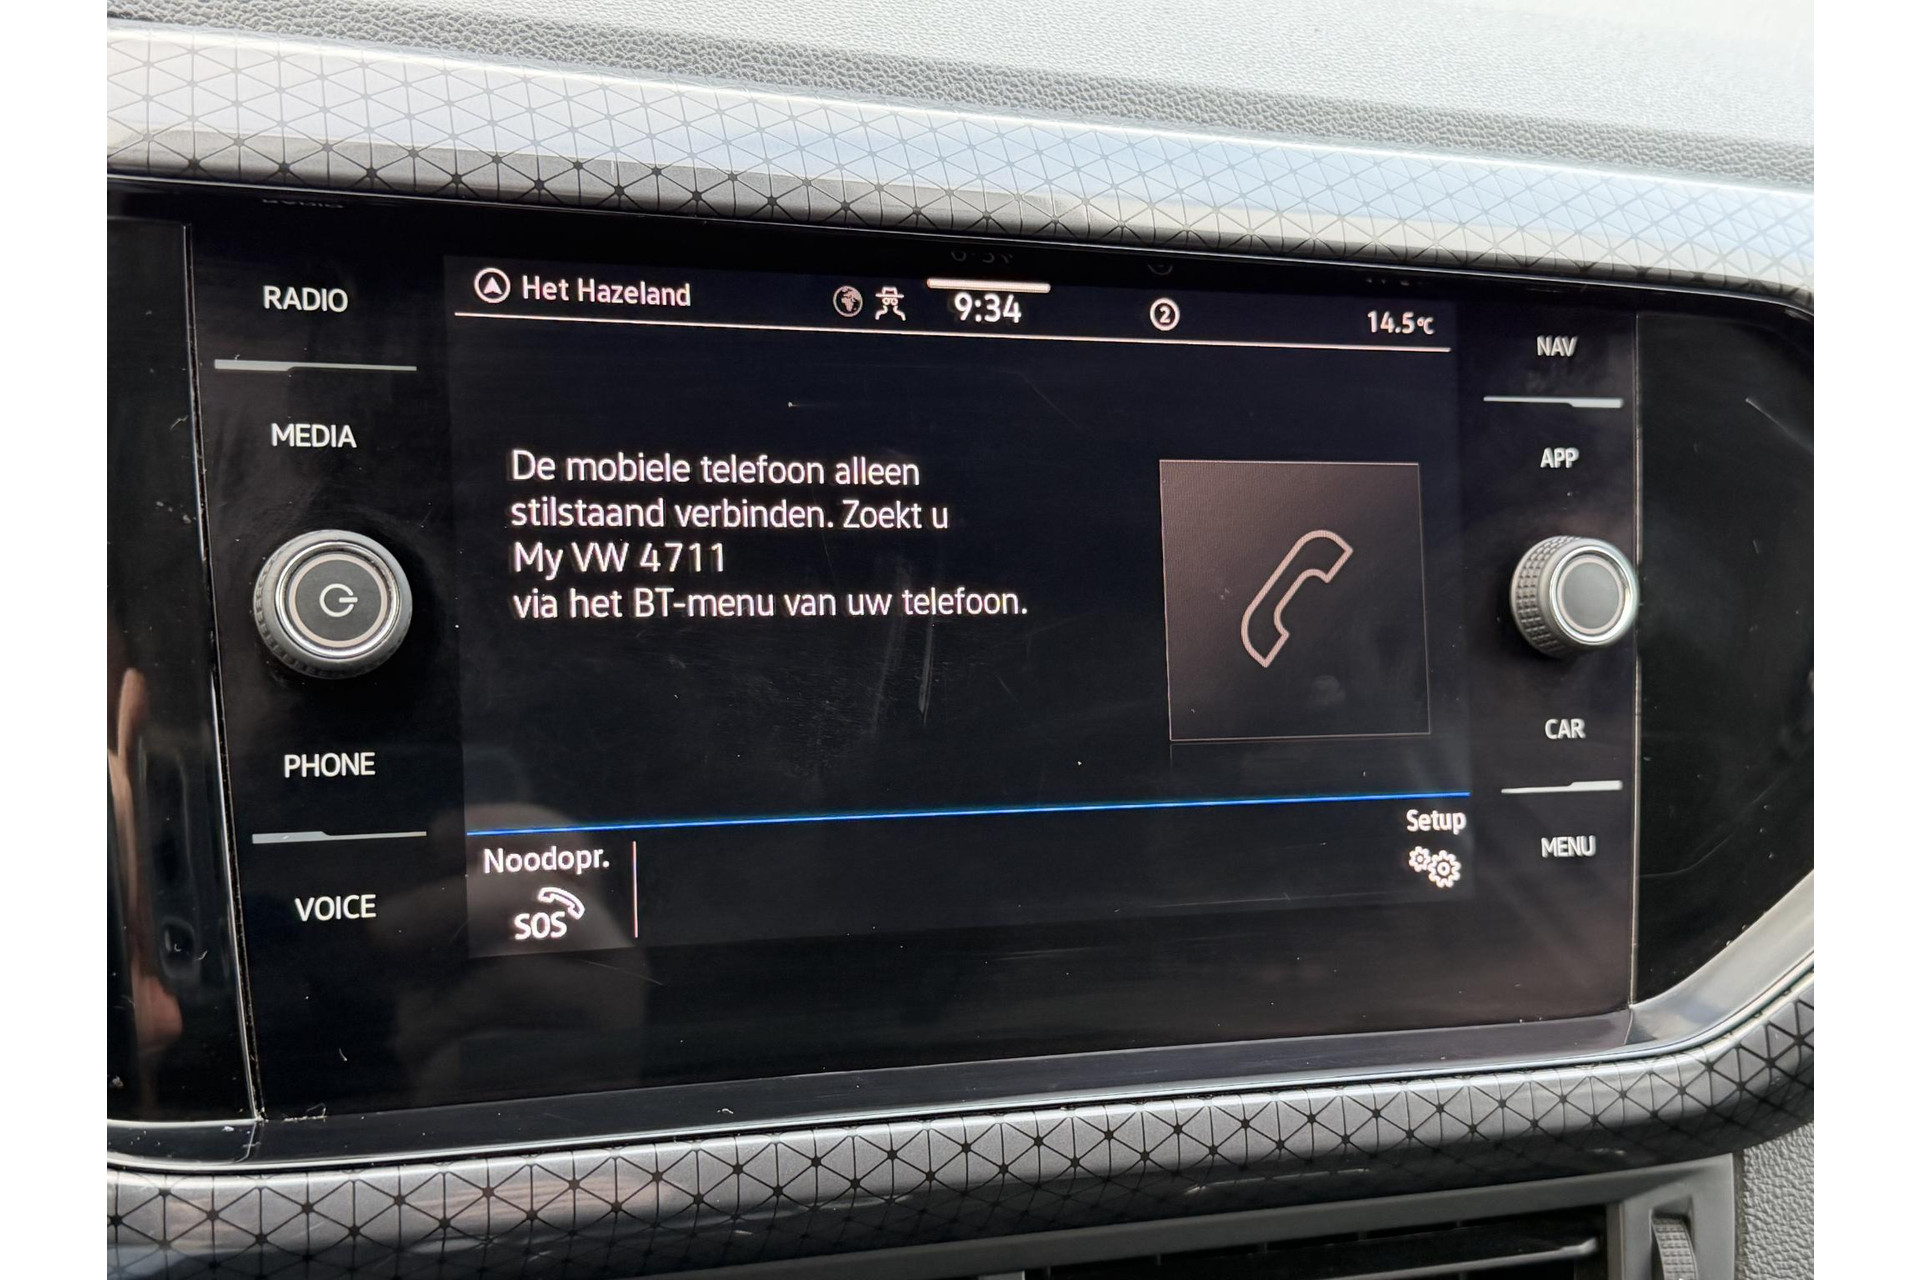 RADIO
MEDIA
PHONE
VOICE
Het Hazeland
9:34
2
14.5°C
De mobiele telefoon alleen
stilstaand verbinden. Zoekt u
My VW 4711
via het BT-menu van uw telefoon.
Noodopr.
SOS
Setup
NAV
APP
CAR
MENU